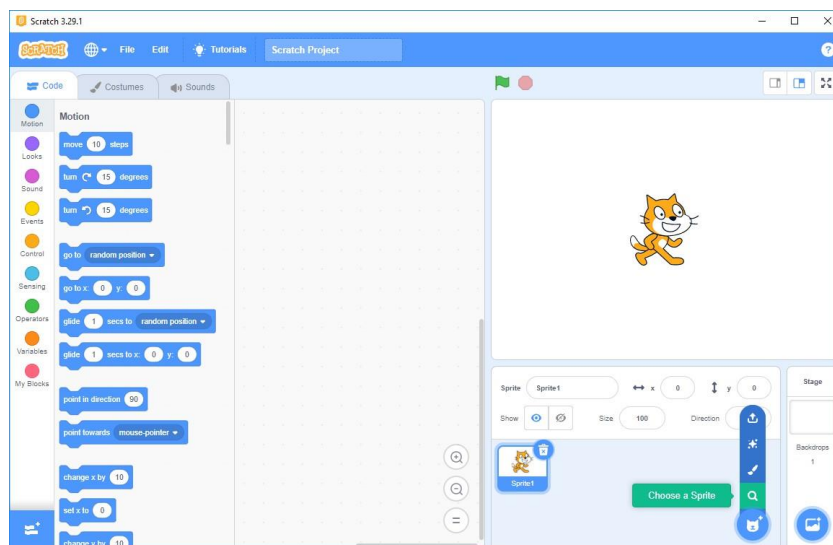 Scratch 3.29.1
SCRATCH File Edit Tutorials Scratch Project ?
Code Costumes Sounds
Motion
Looks
Sound
Events
Control
Sensing
Operators
Variables
My Blocks
Motion
move 10 steps
turn 15 degrees
turn 15 degrees
go to random position
go to x: 0 y: 0
glide 1 secs to random position
glide 1 secs to x: 0 y: 0
point in direction 90
point towards mouse-pointer
change x by 10
set x to 0
change y by 10
Sprite Sprite1 x 0 y 0
Show Size 100 Direction
Sprite1
Choose a Sprite
Stage
Backdrops
1